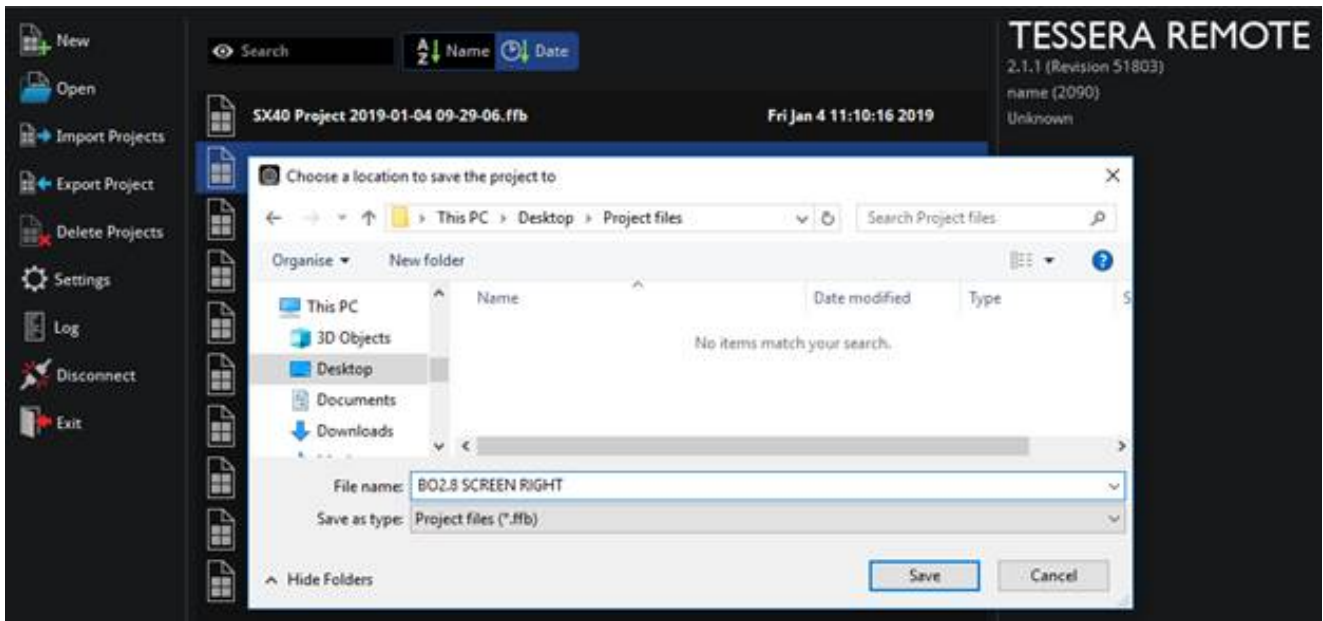 New
Open
Import Projects
Export Project
Delete Projects
Settings
Log
Disconnect
Exit
Search
Name
Date
SX40 Project 2019-01-04 09-29-06.ffb
Fri Jan 4 11:10:16 2019
TESSERA REMOTE
2.1.1 (Revision 51803)
name (2090)
Unknown
Choose a location to save the project to
This PC > Desktop > Project files
Search Project files
Organise
New folder
This PC
3D Objects
Desktop
Documents
Downloads
Name
Date modified
Type
S
No items match your search.
File name: BO2.8 SCREEN RIGHT
Save as type: Project files (*.ffb)
Hide Folders
Save
Cancel